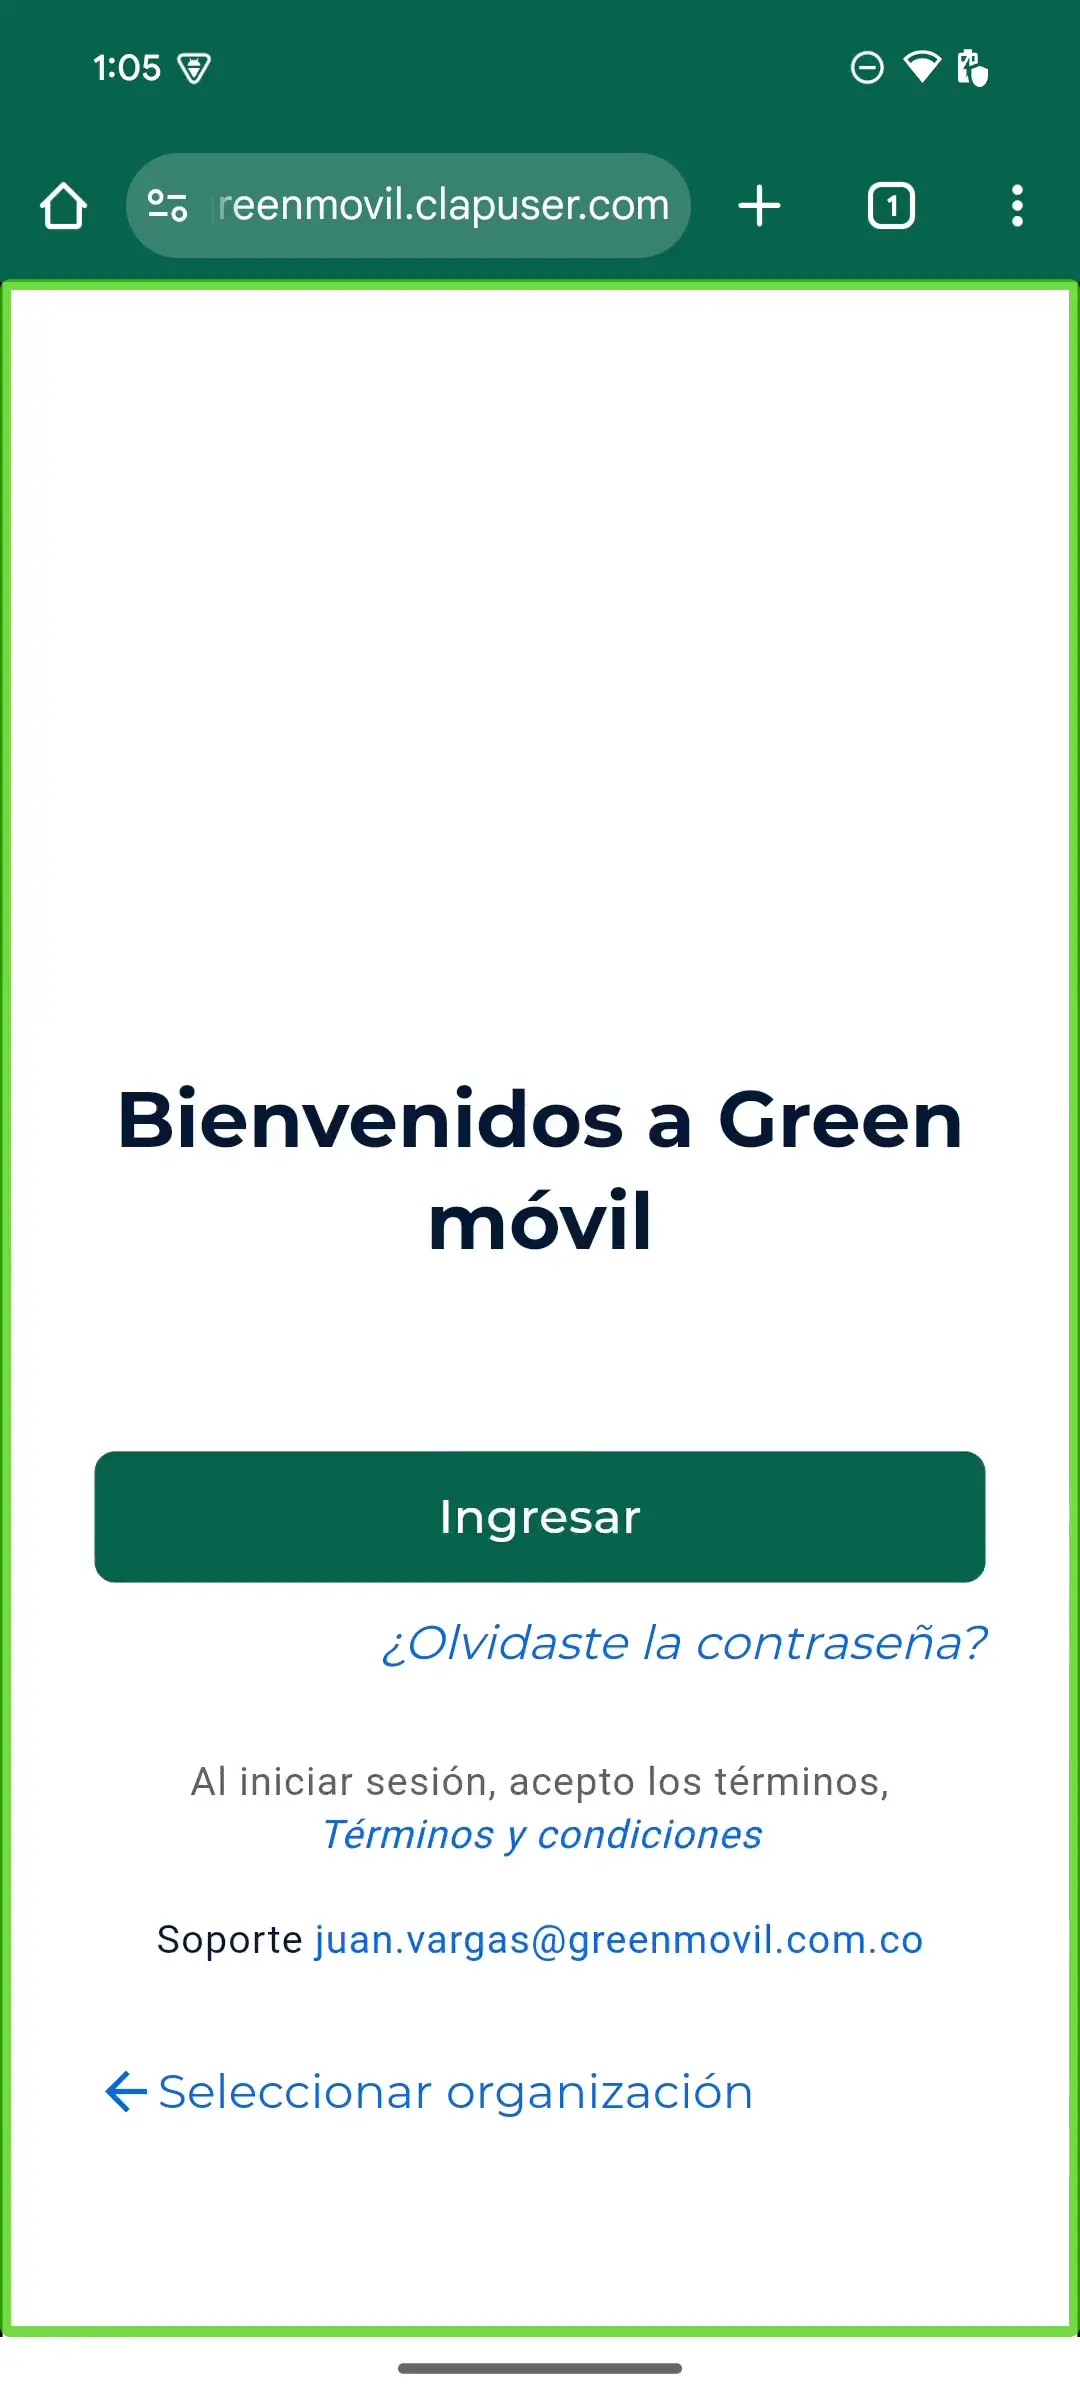 1:05
reenmovil.clapuser.com
1
Bienvenidos a Green
móvil
Ingresar
¿Olvidaste la contraseña?
Al iniciar sesión, acepto los términos,
Términos y condiciones
Soporte juan.vargas@greenmovil.com.co
Seleccionar organización